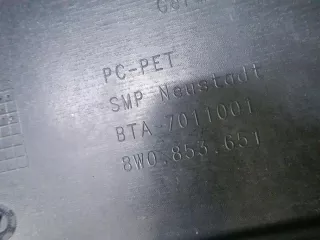 PC-PET
SMP Neustadt
BTA 7011001
8W0.853.651